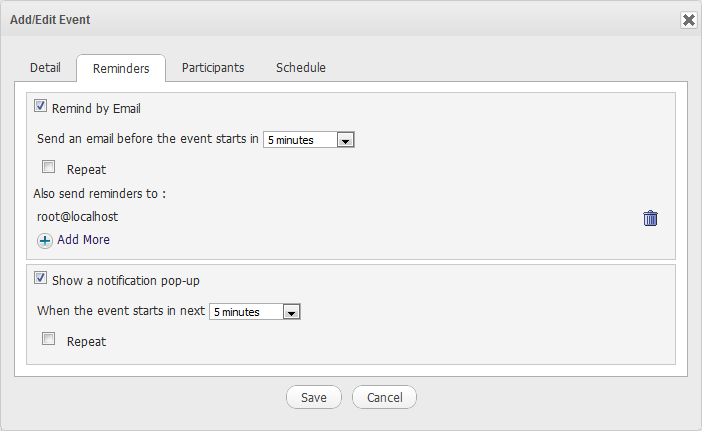 Add/Edit Event
Detail Reminders Participants Schedule
Remind by Email
Send an email before the event starts in 5 minutes
Repeat
Also send reminders to :
root@localhost
Add More
Show a notification pop-up
When the event starts in next 5 minutes
Repeat
Save Cancel